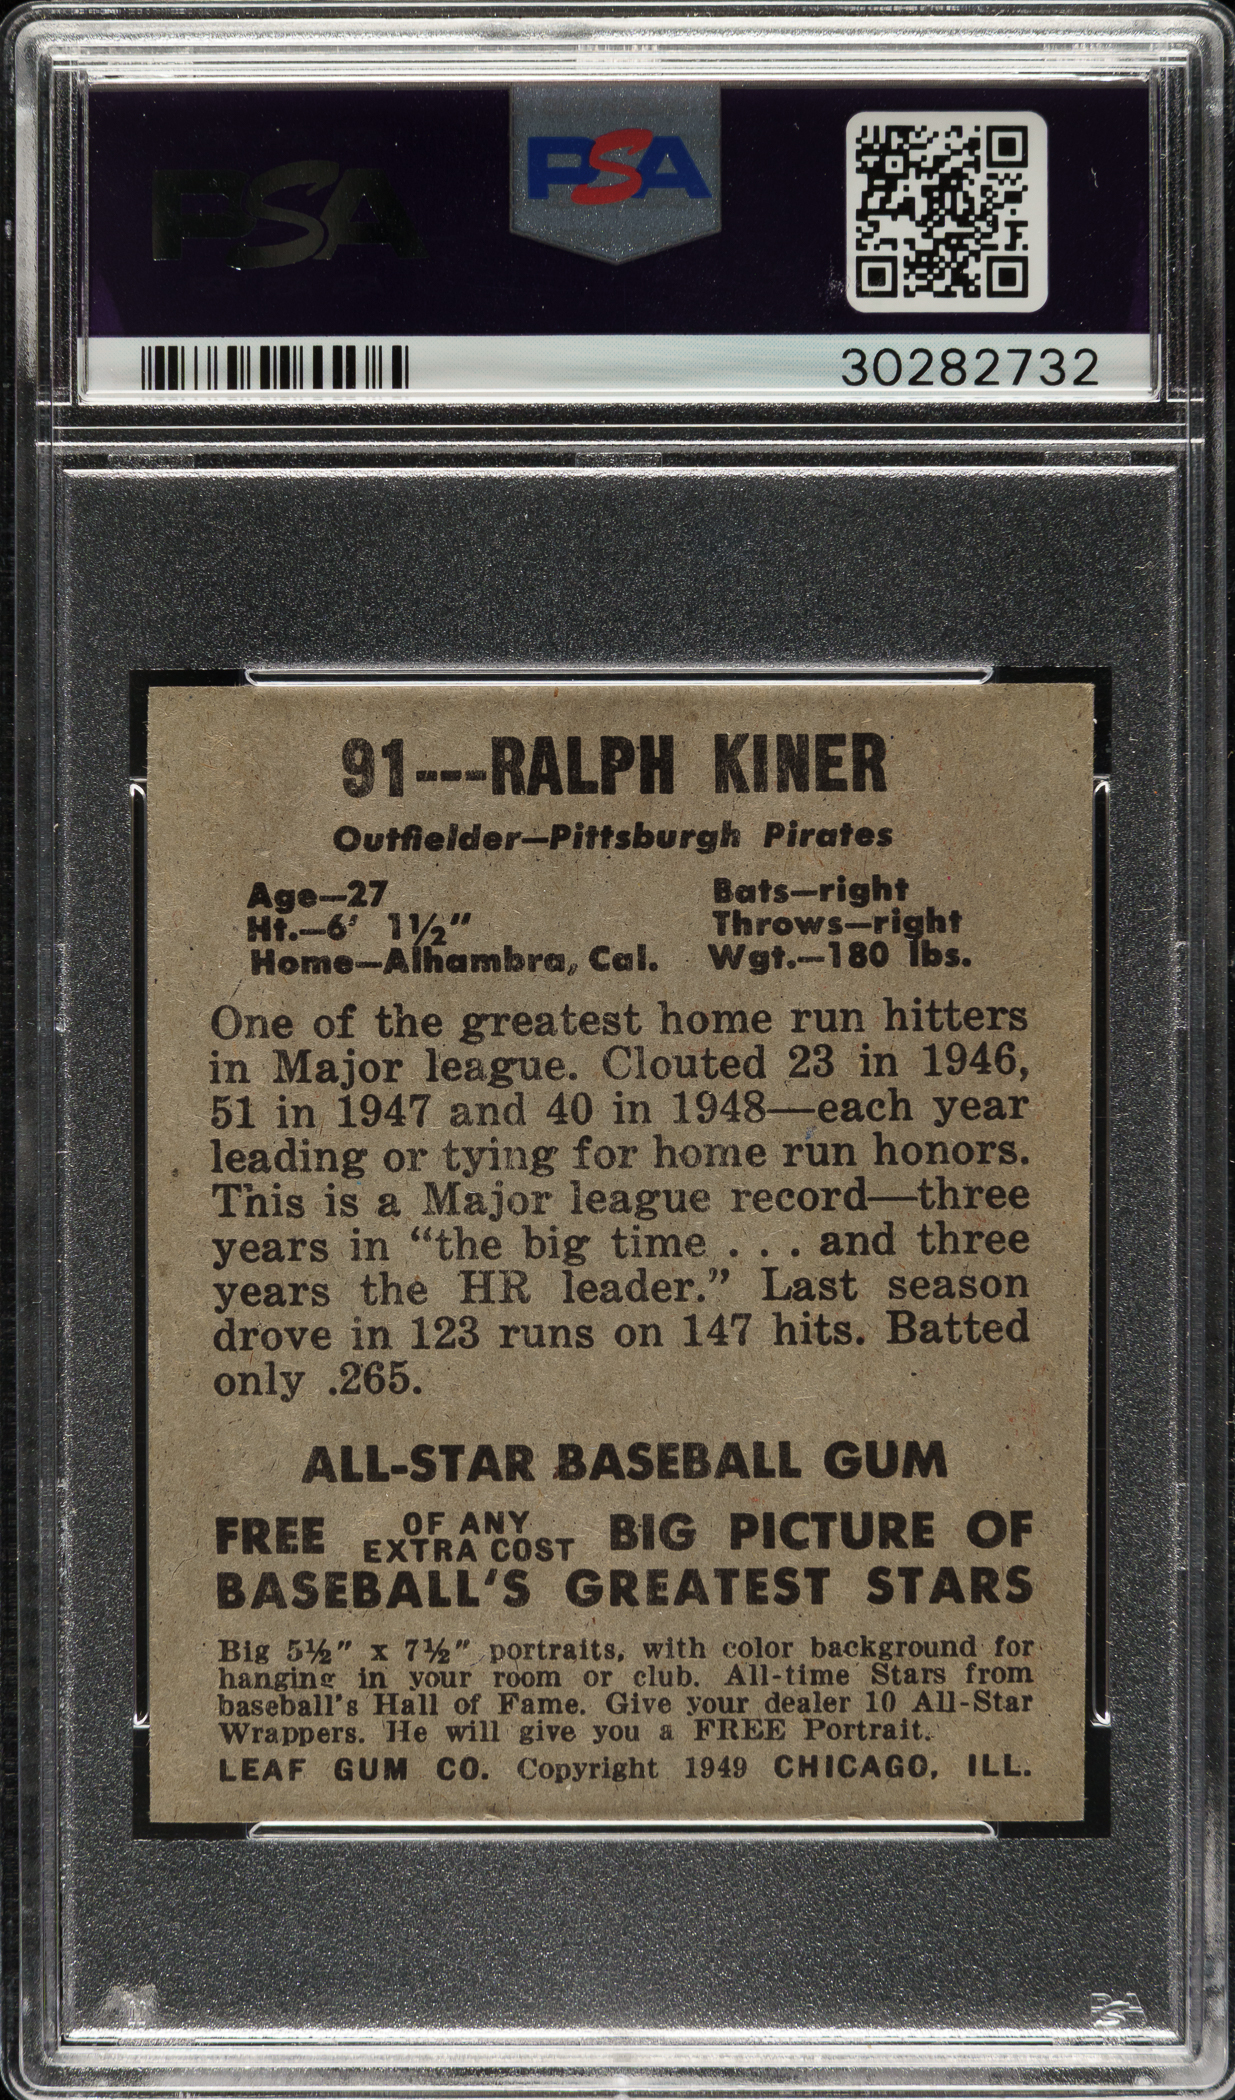 PSA
PSA
30282732
91---RALPH KINER
Outfielder—Pittsburgh Pirates
Age—27 Bats—right
Ht.—6' 1½" Throws—right
Home—Alhambra, Cal. Wgt.—180 lbs.
One of the greatest home run hitters
in Major league. Clouted 23 in 1946,
51 in 1947 and 40 in 1948—each year
leading or tying for home run honors.
This is a Major league record—three
years in "the big time . . . and three
years the HR leader." Last season
drove in 123 runs on 147 hits. Batted
only .265.
ALL-STAR BASEBALL GUM
FREE OF ANY EXTRA COST BIG PICTURE OF
BASEBALL'S GREATEST STARS
Big 5½" x 7½" portraits, with color background for
hanging in your room or club. All-time Stars from
baseball's Hall of Fame. Give your dealer 10 All-Star
Wrappers. He will give you a FREE Portrait.
LEAF GUM CO. Copyright 1949 CHICAGO, ILL.
PSA